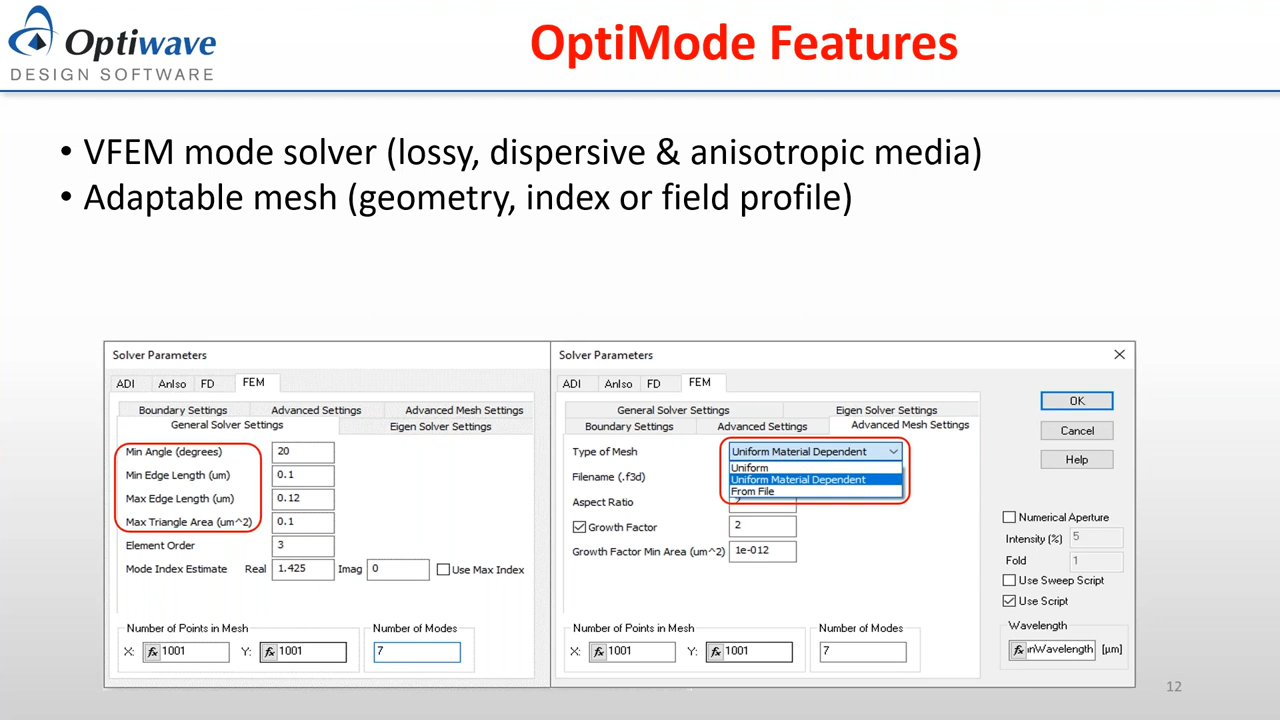 Optiwave
DESIGN SOFTWARE
OptiMode Features
• VFEM mode solver (lossy, dispersive & anisotropic media)
• Adaptable mesh (geometry, index or field profile)
Solver Parameters
ADI AnIso FD FEM
Boundary Settings Advanced Settings Advanced Mesh Settings
General Solver Settings Eigen Solver Settings
Min Angle (degrees) 20
Min Edge Length (um) 0.1
Max Edge Length (um) 0.12
Max Triangle Area (um^2) 0.1
Element Order 3
Mode Index Estimate Real 1.425 Imag 0 Use Max Index
Number of Points in Mesh Number of Modes
X: fx 1001 Y: fx 1001 7
Solver Parameters
ADI AnIso FD FEM
General Solver Settings Eigen Solver Settings
Boundary Settings Advanced Settings Advanced Mesh Settings
Type of Mesh Uniform Material Dependent
Uniform
Filename (.f3d) Uniform Material Dependent
From File
Aspect Ratio
Growth Factor 2
Growth Factor Min Area (um^2) 1e-012
Number of Points in Mesh Number of Modes
X: fx 1001 Y: fx 1001 7
OK
Cancel
Help
Numerical Aperture
Intensity (%) 5
Fold 1
Use Sweep Script
Use Script
Wavelength
fx nWavelength [µm]
12